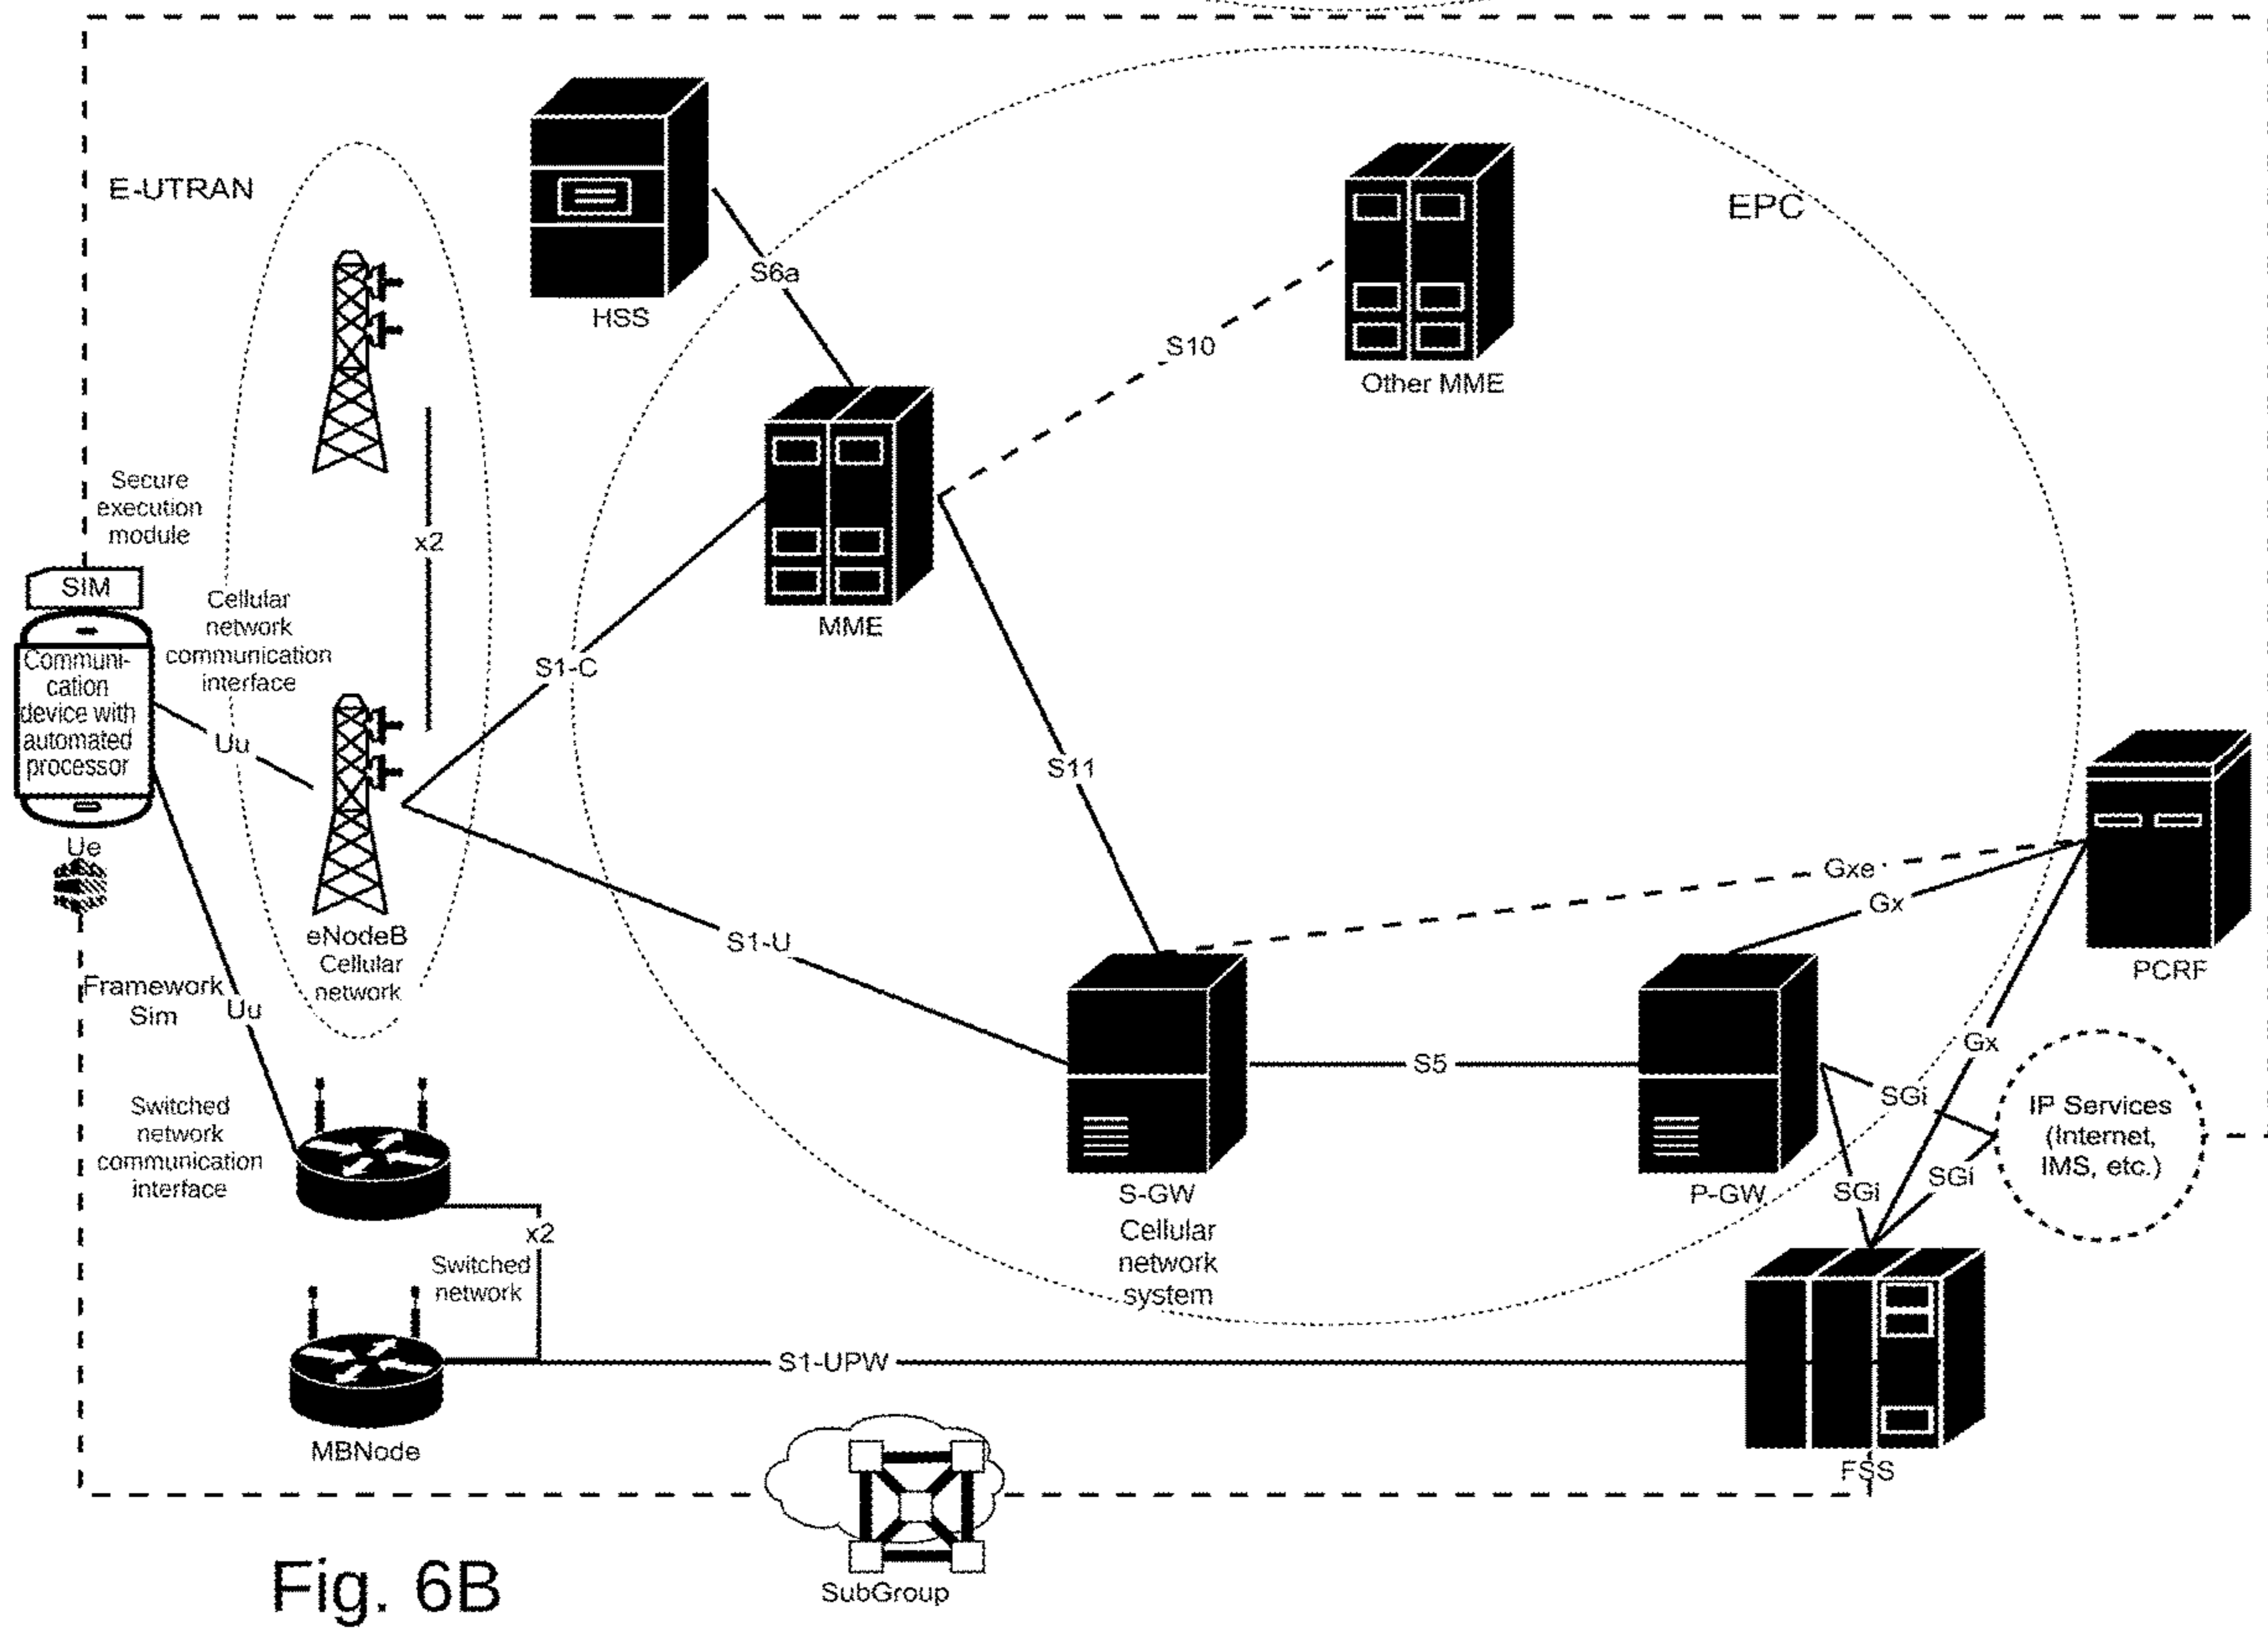 E-UTRAN
EPC
HSS
S6a
S10
Other MME
MME
Secure
execution
module
x2
SIM
Cellular
network
communication
interface
Communi-
cation
device with
automated
processor
Uu
S1-C
S11
Ue
eNodeB
Cellular
network
S1-U
Gxe
Gx
PCRF
Framework
Sim
Uu
Gx
S5
SGi
IP Services
(Internet,
IMS, etc.)
Switched
network
communication
interface
S-GW
Cellular
network
system
P-GW
SGi
SGi
x2
Switched
network
S1-UPW
MBNode
FSS
SubGroup
Fig. 6B